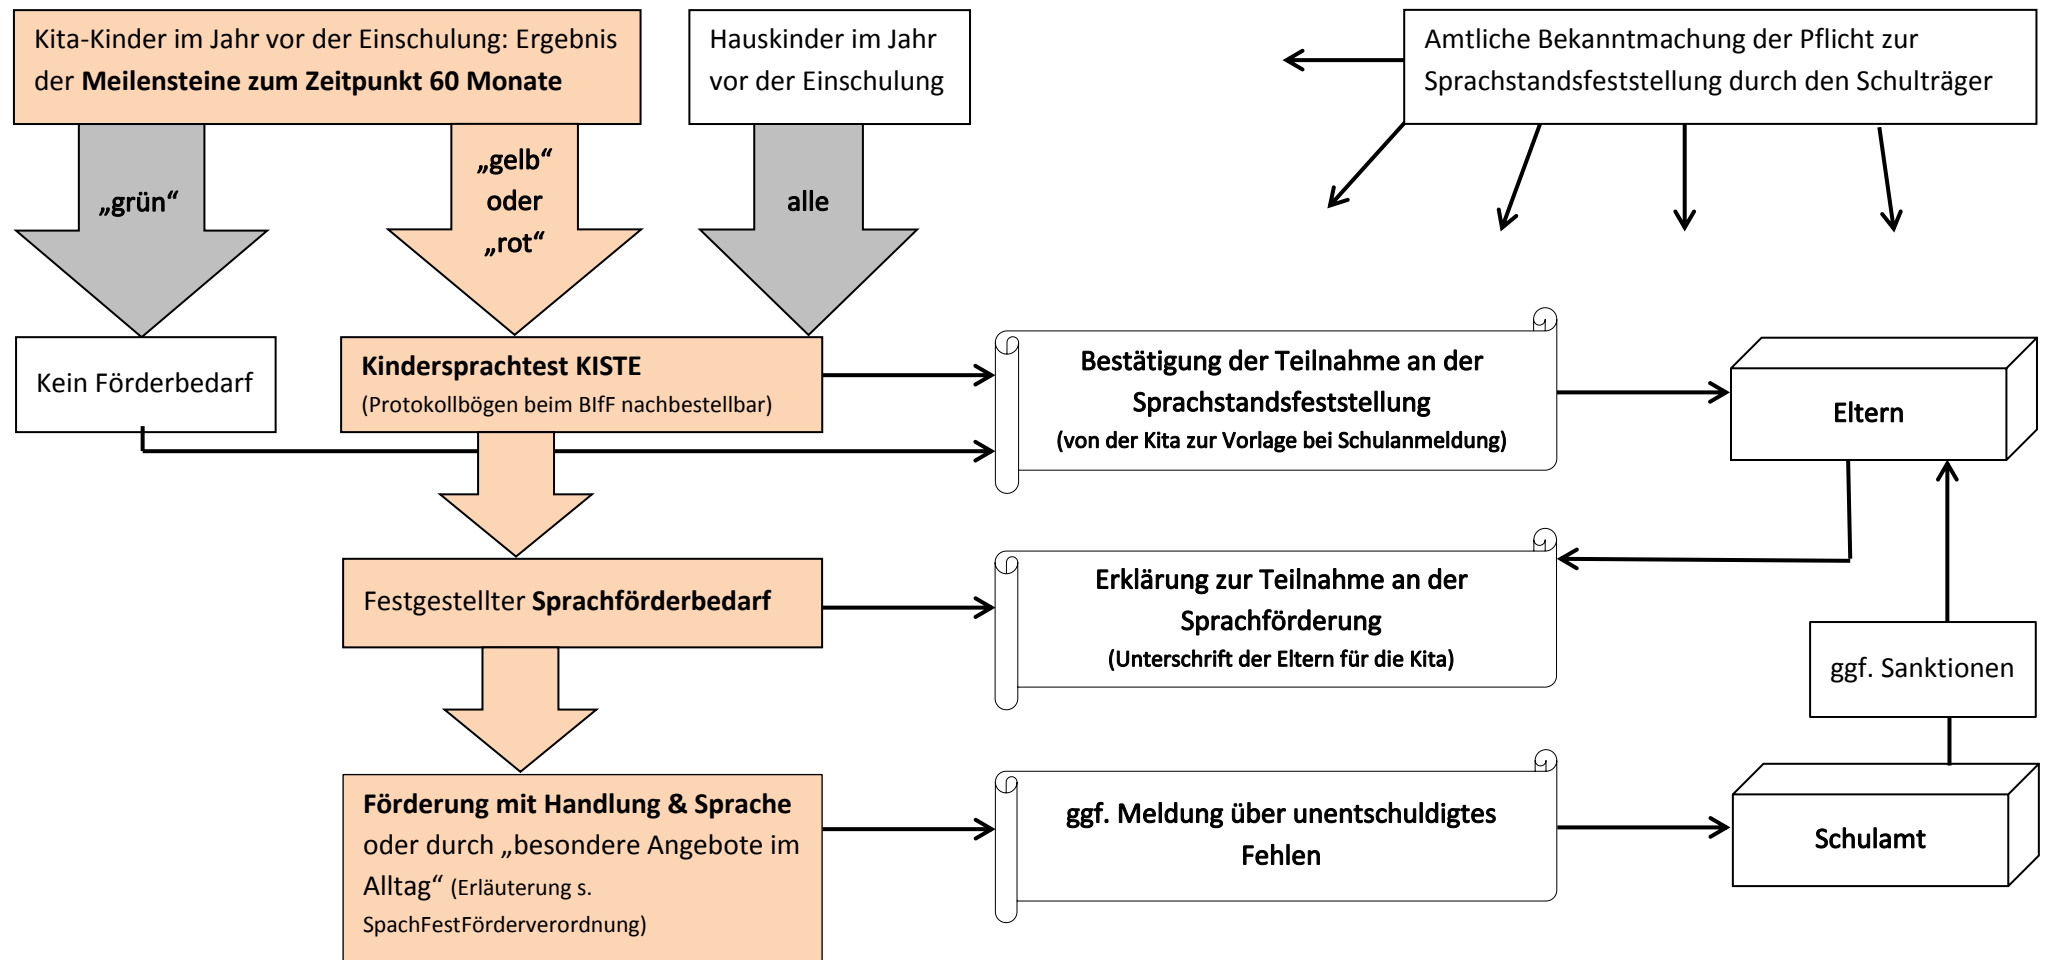 Kita-Kinder im Jahr vor der Einschulung: Ergebnis
der Meilensteine zum Zeitpunkt 60 Monate
Hauskinder im Jahr
vor der Einschulung
Amtliche Bekanntmachung der Pflicht zur
Sprachstandsfeststellung durch den Schulträger
„grün“
„gelb“
oder
„rot“
alle
Kein Förderbedarf
Kindersprachtest KISTE
(Protokollbögen beim BIfF nachbestellbar)
Bestätigung der Teilnahme an der
Sprachstandsfeststellung
(von der Kita zur Vorlage bei Schulanmeldung)
Eltern
Festgestellter Sprachförderbedarf
Erklärung zur Teilnahme an der
Sprachförderung
(Unterschrift der Eltern für die Kita)
ggf. Sanktionen
Förderung mit Handlung & Sprache
oder durch „besondere Angebote im
Alltag“ (Erläuterung s.
SpachFestFörderverordnung)
ggf. Meldung über unentschuldigtes
Fehlen
Schulamt